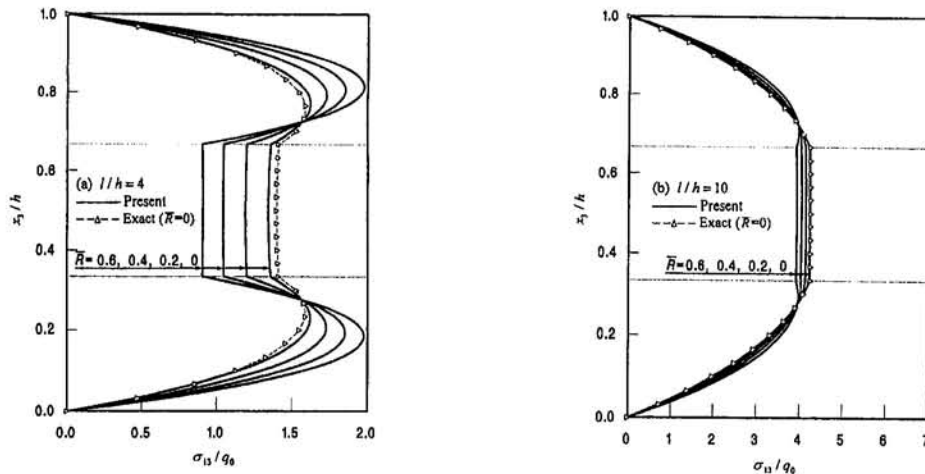 1.0
0.8
0.6
0.4
0.2
0.0
x₃/h
(a) l/h=4
Present
Exact (R̄=0)
R̄=0.6, 0.4, 0.2, 0
0.0 0.5 1.0 1.5 2.0
σ₁₃/q₀
1.0
0.8
0.6
0.4
0.2
0.0
x₃/h
(b) l/h=10
Present
Exact (R̄=0)
R̄=0.6, 0.4, 0.2, 0
0 1 2 3 4 5 6 7
σ₁₃/q₀